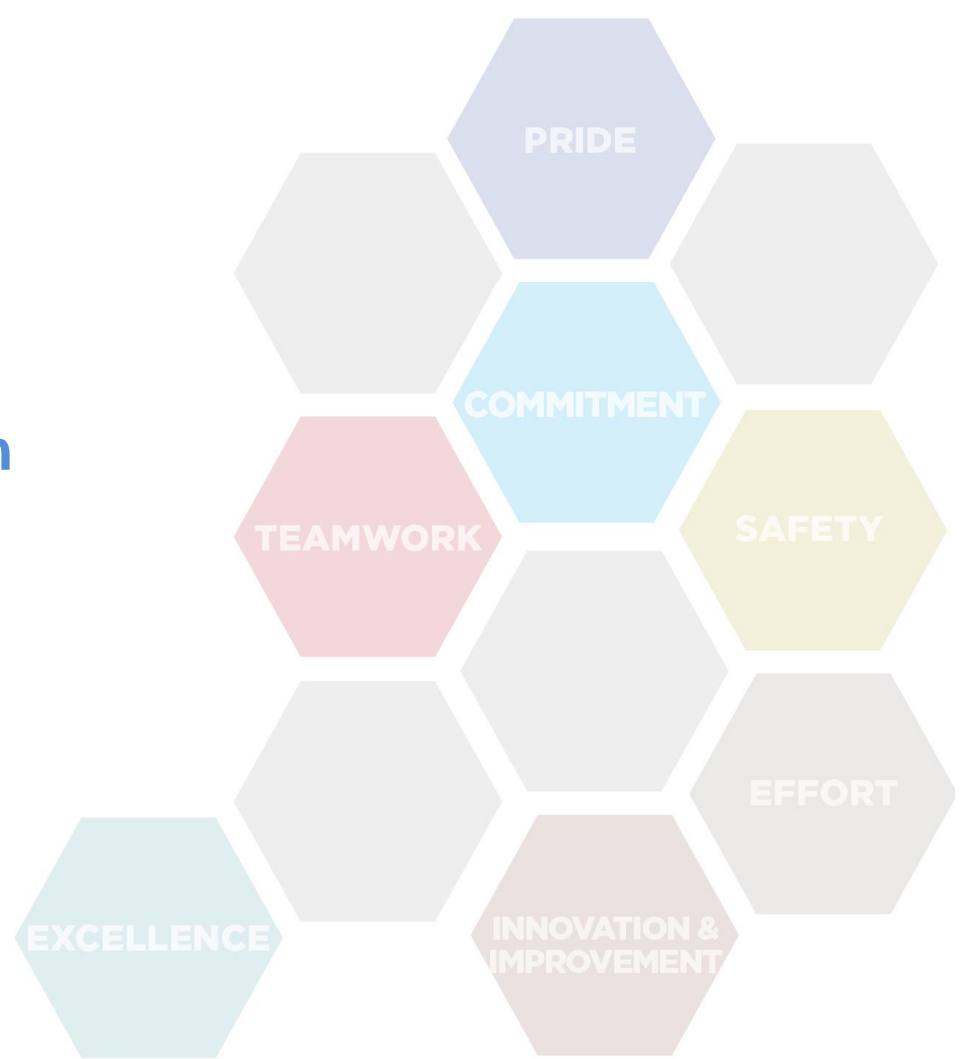 PRIDE
COMMITMENT
n
TEAMWORK
SAFETY
EFFORT
EXCELLENCE
INNOVATION &
IMPROVEMENT